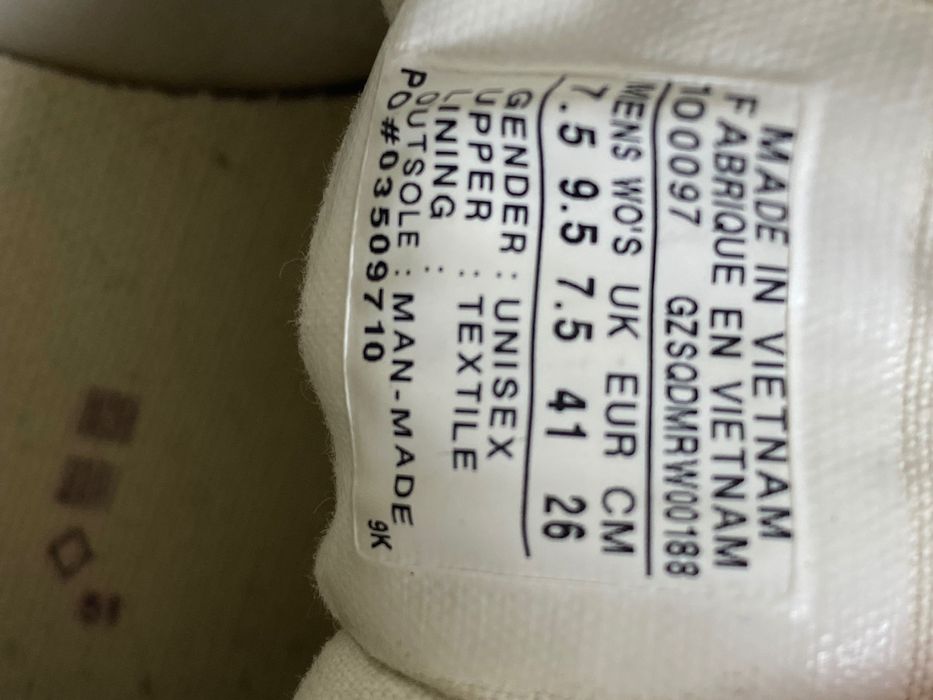 MADE IN VIETNAM
FABRIQUE EN VIETNAM
100097 GZSQDMRW00188
MENS WO'S UK EUR CM
7.5 9.5 7.5 41 26
GENDER : UNISEX
UPPER : TEXTILE
LINING :
OUTSOLE : MAN-MADE
PO#03509710 9K